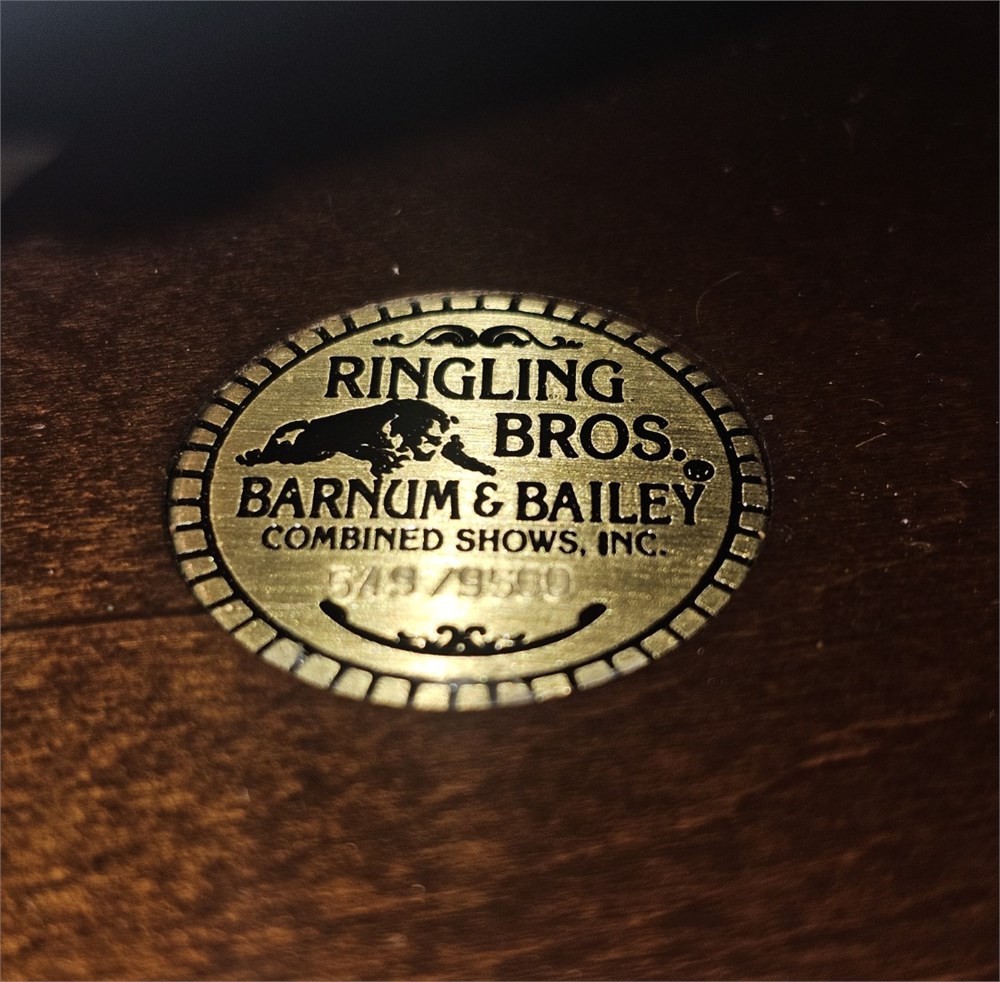 RINGLING
BROS.
BARNUM & BAILEY®
COMBINED SHOWS, INC.
549/9500